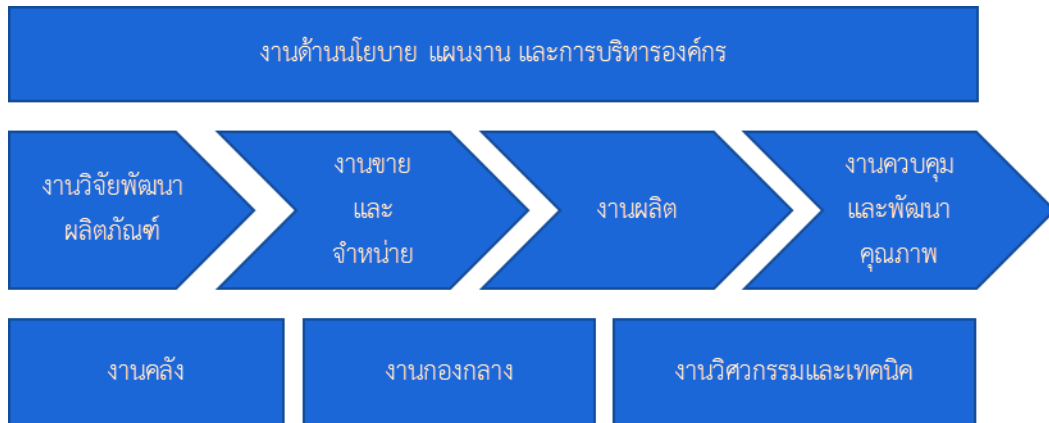 งานด้านนโยบาย แผนงาน และการบริหารองค์กร
งานวิจัยพัฒนา
ผลิตภัณฑ์
งานขาย
และ
จำหน่าย
งานผลิต
งานควบคุม
และพัฒนา
คุณภาพ
งานคลัง
งานกองกลาง
งานวิศวกรรมและเทคนิค